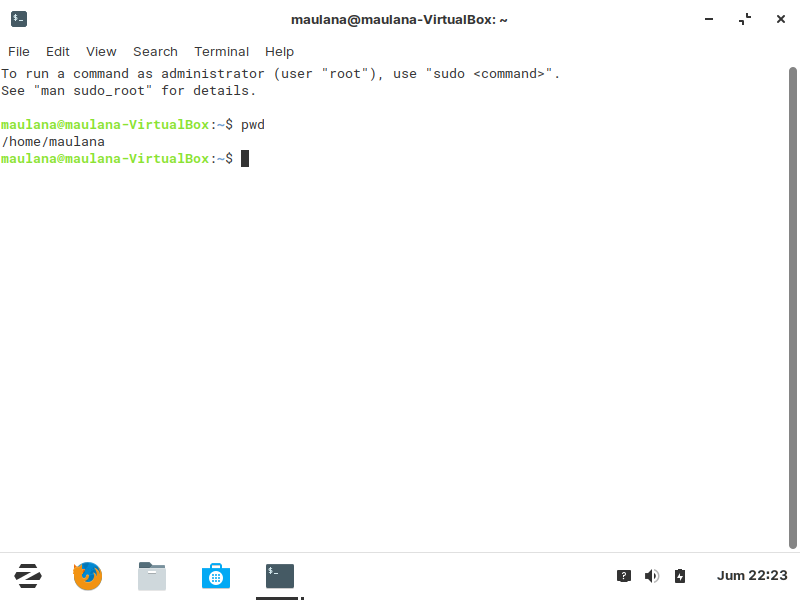 maulana@maulana-VirtualBox: ~
File Edit View Search Terminal Help
To run a command as administrator (user "root"), use "sudo <command>".
See "man sudo_root" for details.
maulana@maulana-VirtualBox:~$ pwd
/home/maulana
maulana@maulana-VirtualBox:~$
Jum 22:23